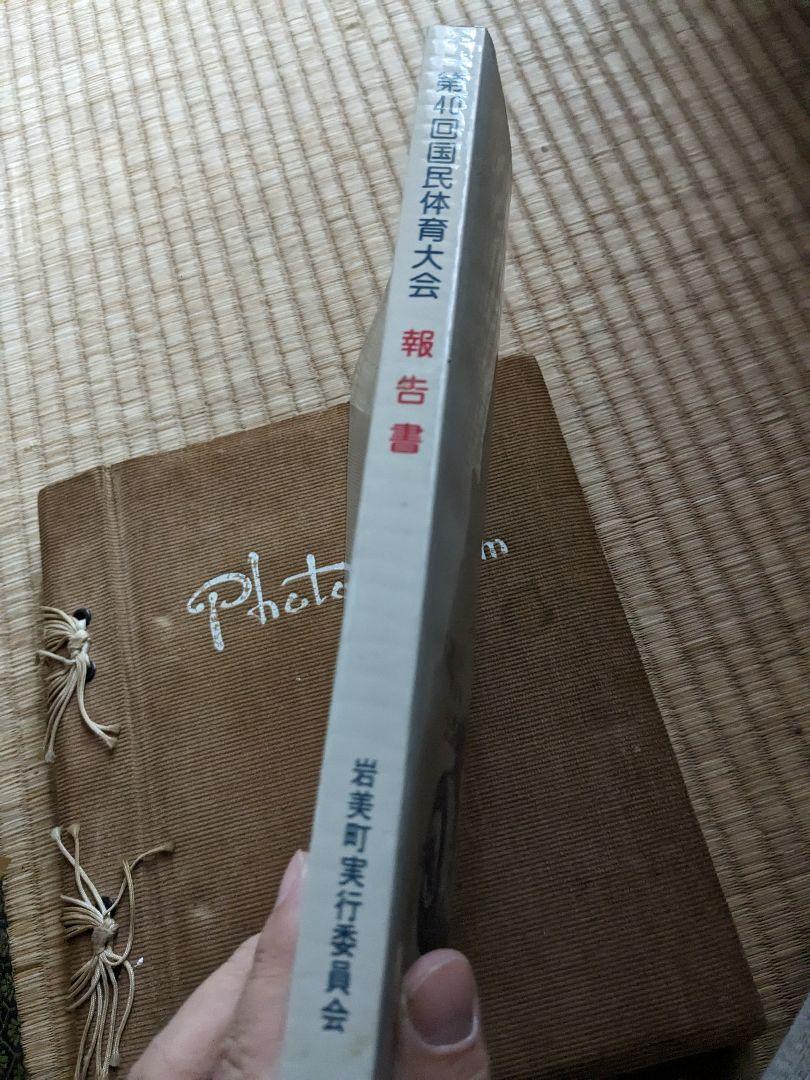 第40回国民体育大会 報告書
岩美町実行委員会
Photo
m